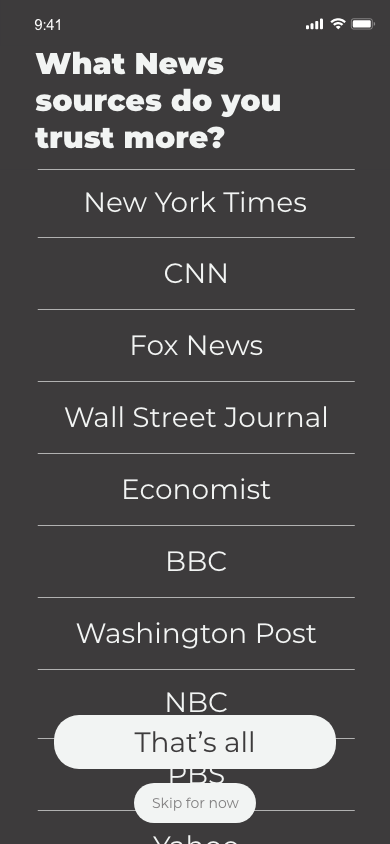 9:41
What News
sources do you
trust more?
New York Times
CNN
Fox News
Wall Street Journal
Economist
BBC
Washington Post
NBC
That’s all
PBS
Skip for now
Yahoo